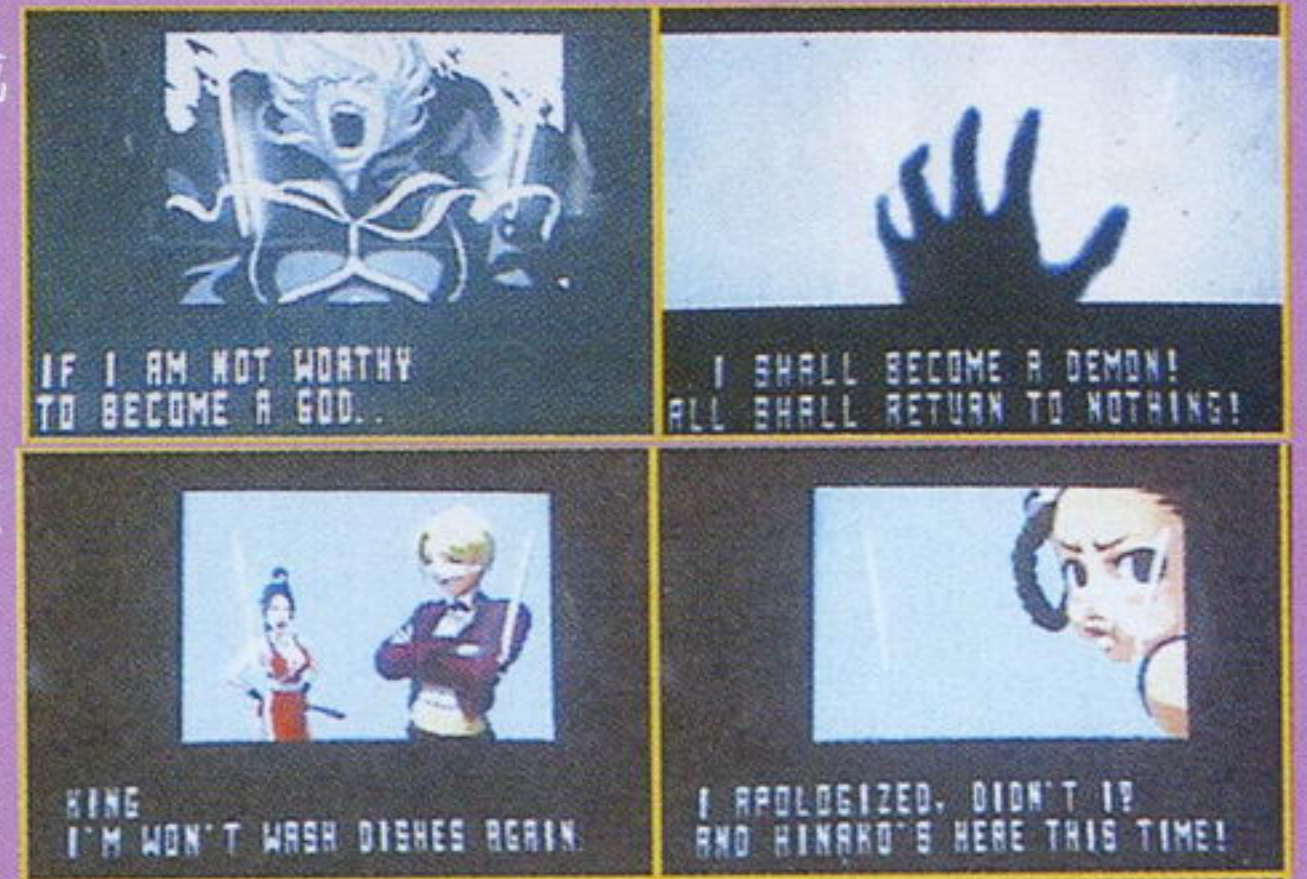 IF I AM NOT WORTHY
TO BECOME A GOD..
I SHALL BECOME A DEMON!
ALL SHALL RETURN TO NOTHING!
KING
I'M WON'T WASH DISHES AGAIN.
I APOLOGIZED, DIDN'T I?
AND HINAKO'S HERE THIS TIME!